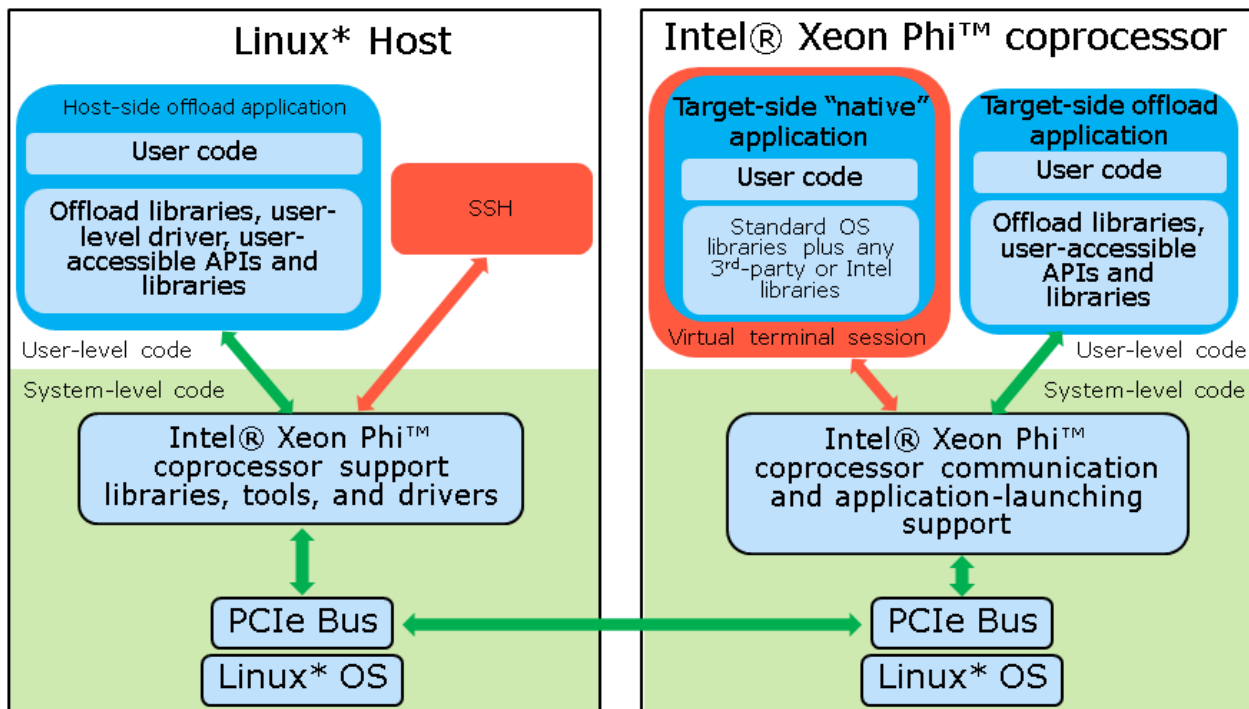 Linux* Host
Host-side offload application
User code
Offload libraries, user-
level driver, user-
accessible APIs and
libraries
SSH
User-level code
System-level code
Intel® Xeon Phi™
coprocessor support
libraries, tools, and drivers
PCIe Bus
Linux* OS
Intel® Xeon Phi™ coprocessor
Target-side “native”
application
User code
Standard OS
libraries plus any
3rd-party or Intel
libraries
Virtual terminal session
Target-side offload
application
User code
Offload libraries,
user-accessible
APIs and
libraries
User-level code
System-level code
Intel® Xeon Phi™
coprocessor communication
and application-launching
support
PCIe Bus
Linux* OS